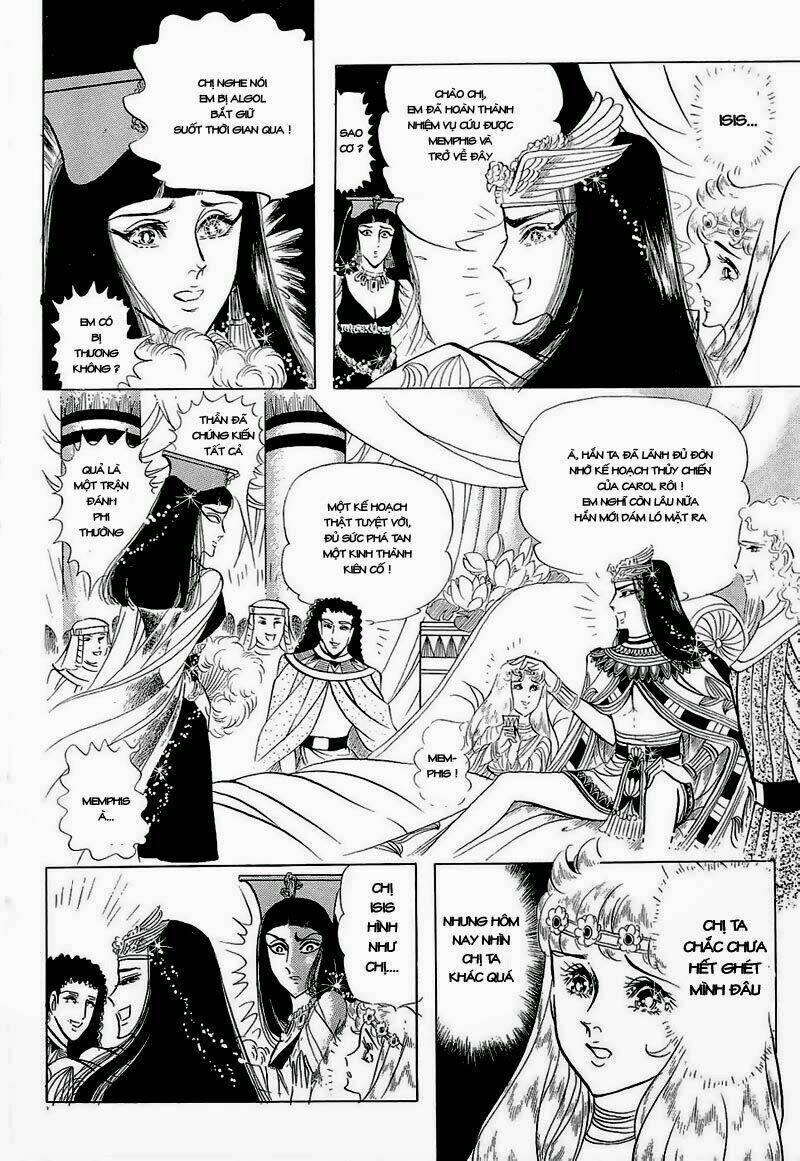 CHỊ NGHE NÓI
EM BỊ ALGOL
BẮT GIỮ
SUỐT THỜI GIAN QUA !
EM CÓ
BỊ
THƯƠNG
KHÔNG ?
SAO
CƠ ?
CHÀO CHỊ,
EM ĐÃ HOÀN THÀNH
NHIỆM VỤ CỨU ĐƯỢC
MEMPHIS VÀ
TRỞ VỀ ĐÂY
ISIS...
THẦN ĐÃ
CHỨNG KIẾN
TẤT CẢ
QUẢ LÀ
MỘT TRẬN
ĐÁNH
PHI
THƯỜNG
MỘT KẾ HOẠCH
THẬT TUYỆT VỜI,
ĐỦ SỨC PHÁ TAN
MỘT KINH THÀNH
KIÊN CỐ !
À, HẮN TA ĐÃ LÃNH ĐỦ ĐÒN
NHỜ KẾ HOẠCH THỦY CHIẾN
CỦA CAROL RỒI !
EM NGHĨ CÒN LÂU NỮA
HẮN MỚI DÁM LÓ MẶT RA
MEM-
PHIS !
MEMPHIS
À...
CHỊ
ISIS
HÌNH
NHƯ
CHỊ....
NHƯNG HÔM
NAY NHÌN
CHỊ TA
KHÁC QUÁ
CHỊ TA
CHẮC CHƯA
HẾT GHÉT
MÌNH ĐÂU